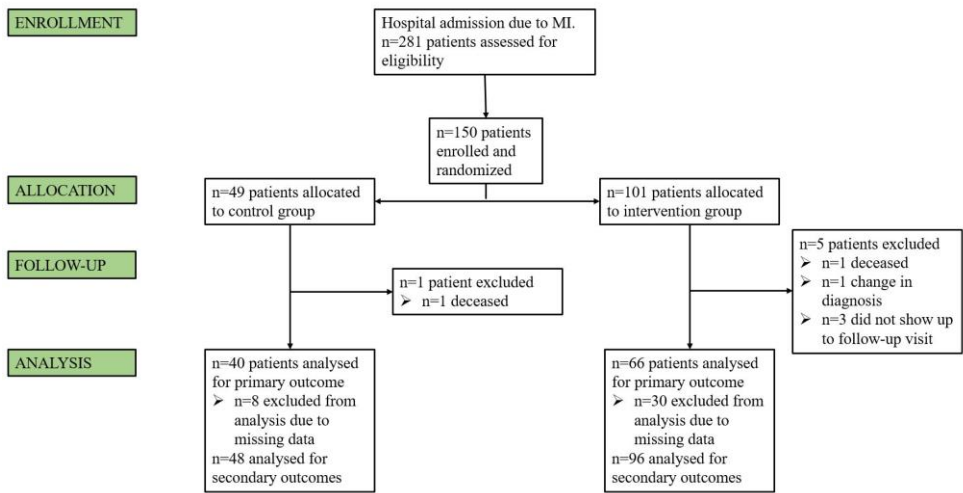 ENROLLMENT
Hospital admission due to MI.
n=281 patients assessed for
eligibility
n=150 patients
enrolled and
randomized
ALLOCATION
n=49 patients allocated
to control group
n=101 patients allocated
to intervention group
FOLLOW-UP
n=1 patient excluded
➢ n=1 deceased
n=5 patients excluded
➢ n=1 deceased
➢ n=1 change in
diagnosis
➢ n=3 did not show up
to follow-up visit
ANALYSIS
n=40 patients analysed
for primary outcome
➢ n=8 excluded from
analysis due to
missing data
n=48 analysed for
secondary outcomes
n=66 patients analysed
for primary outcome
➢ n=30 excluded from
analysis due to
missing data
n=96 analysed for
secondary outcomes